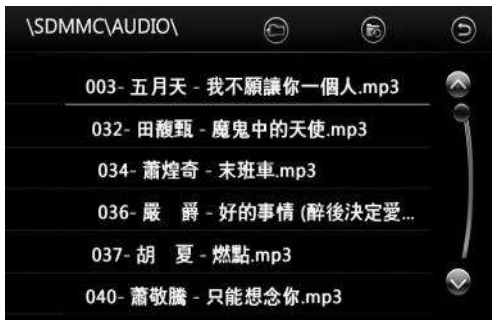 \SDMMC\AUDIO\
003- 五月天 - 我不願讓你一個人.mp3
032- 田馥甄 - 魔鬼中的天使.mp3
034- 蕭煌奇 - 末班車.mp3
036- 嚴　爵 - 好的事情 (醉後決定愛...
037- 胡　夏 - 燃點.mp3
040- 蕭敬騰 - 只能想念你.mp3